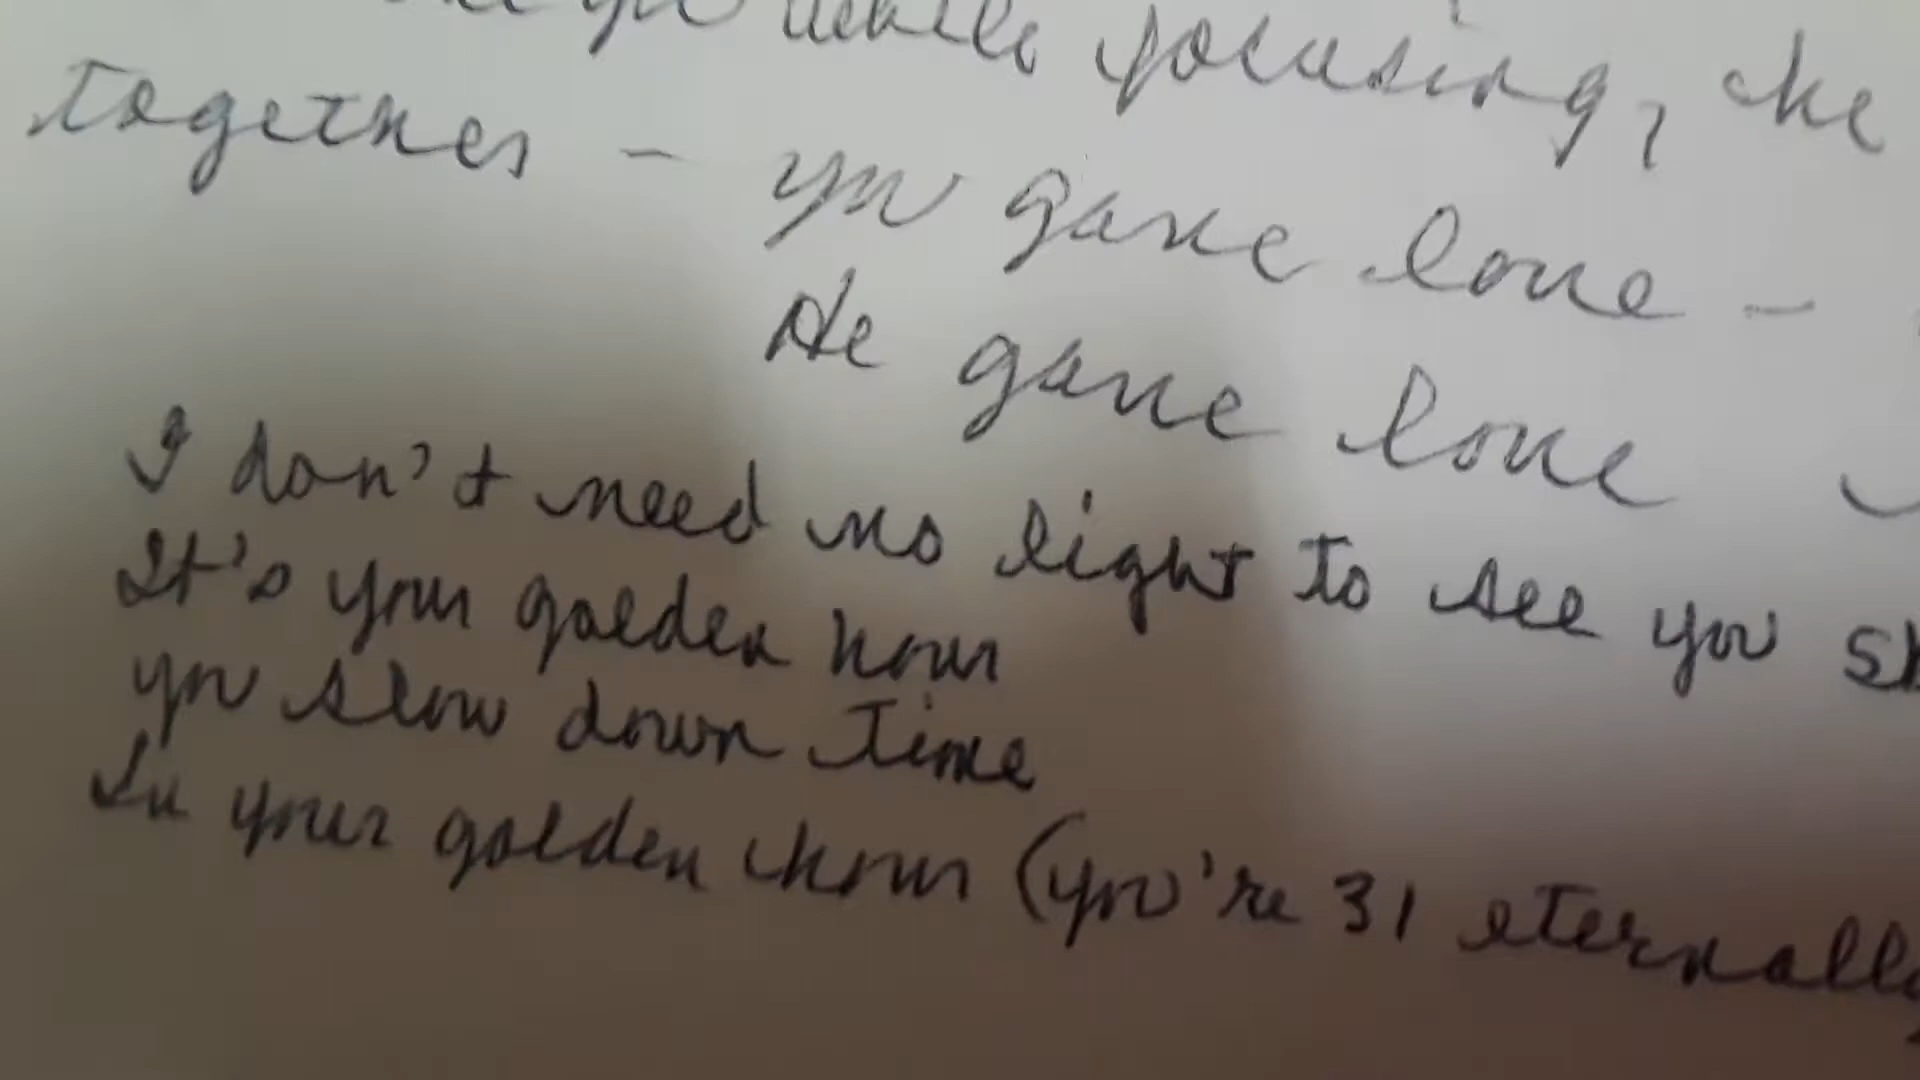 while focusing, he
together – you gave love –
He gave love
I don't need no light to see you
It's your golden hour
you slow down time
In your golden hour (you're 31 eternally